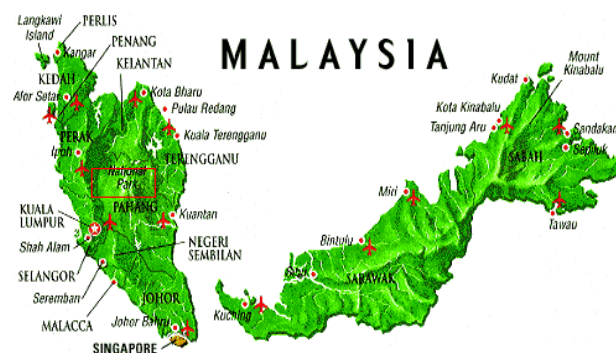 Langkawi
Island
PERLIS
PENANG
Kangar
KELANTAN
KEDAH
Alor Setar
Kota Bharu
Pulau Redang
PERAK
Kuala Terengganu
Ipoh
TERENGGANU
National
Park
PAHANG
KUALA
LUMPUR
Kuantan
Shah Alam
NEGERI
SEMBILAN
SELANGOR
Seremban
JOHOR
MALACCA
Johor Bahru
SINGAPORE
MALAYSIA
Mount
Kinabalu
Kudat
Kota Kinabalu
Tanjung Aru
Sandakan
Sepiluk
SABAH
Tawau
Miri
Bintulu
Sibu
SARAWAK
Kuching